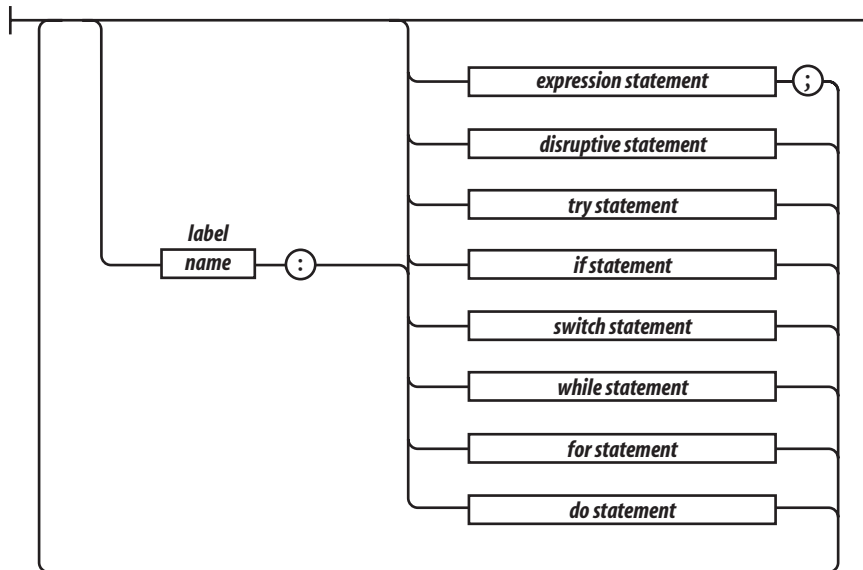 expression statement ;
disruptive statement
try statement
label
name :
if statement
switch statement
while statement
for statement
do statement